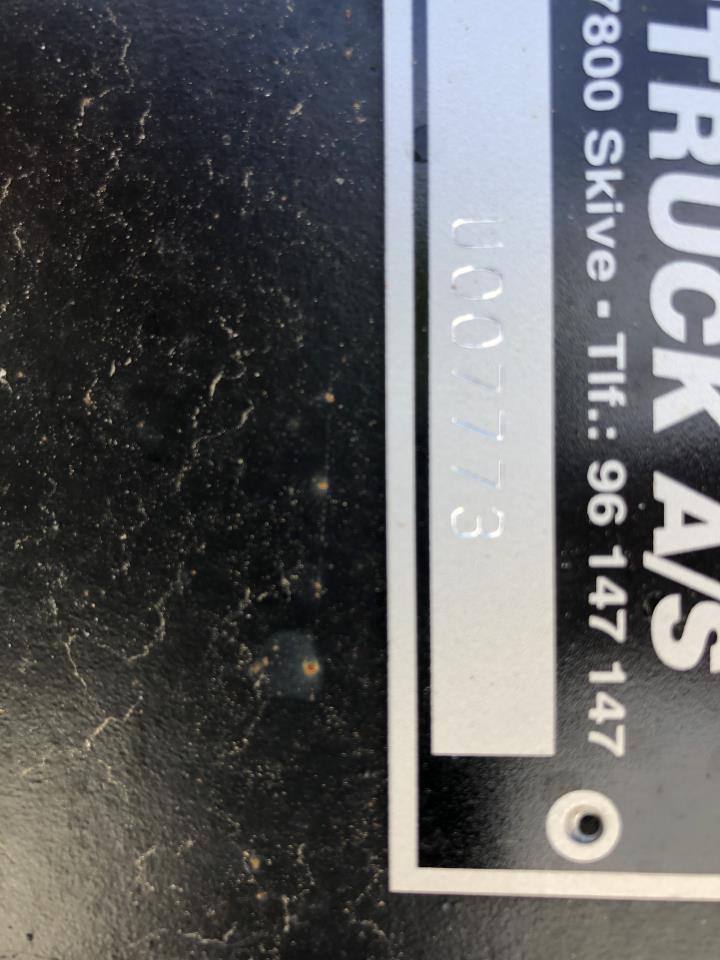 TRUCK A/S
7800 Skive - Tlf.: 96 147 147
U007773